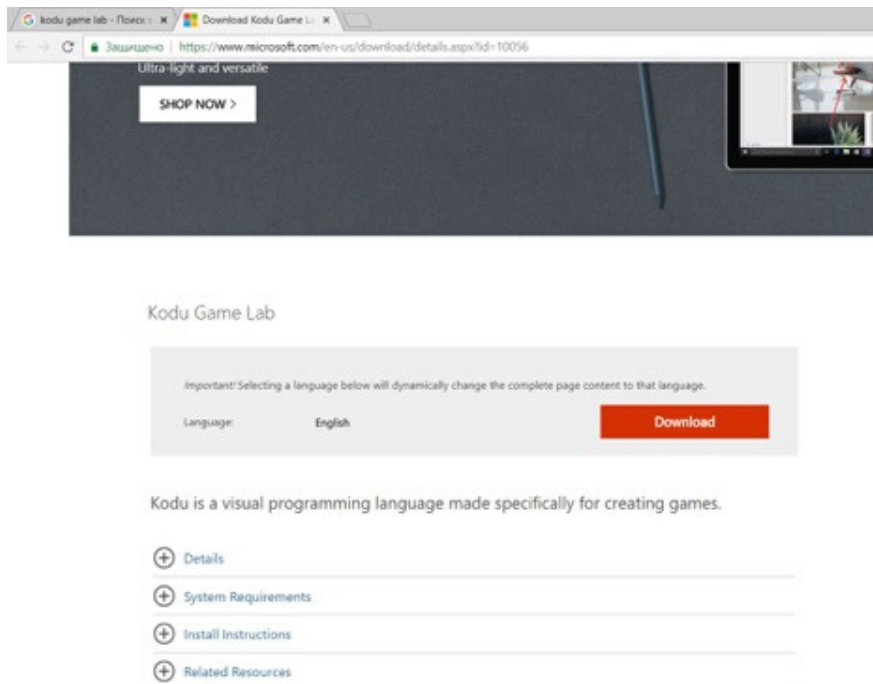 kodu game lab - Поиск
Download Kodu Game L
Защищено | https://www.microsoft.com/en-us/download/details.aspx?id=10056
Ultra-light and versatile
SHOP NOW >
Kodu Game Lab
Important! Selecting a language below will dynamically change the complete page content to that language.
Language: English Download
Kodu is a visual programming language made specifically for creating games.
Details
System Requirements
Install Instructions
Related Resources